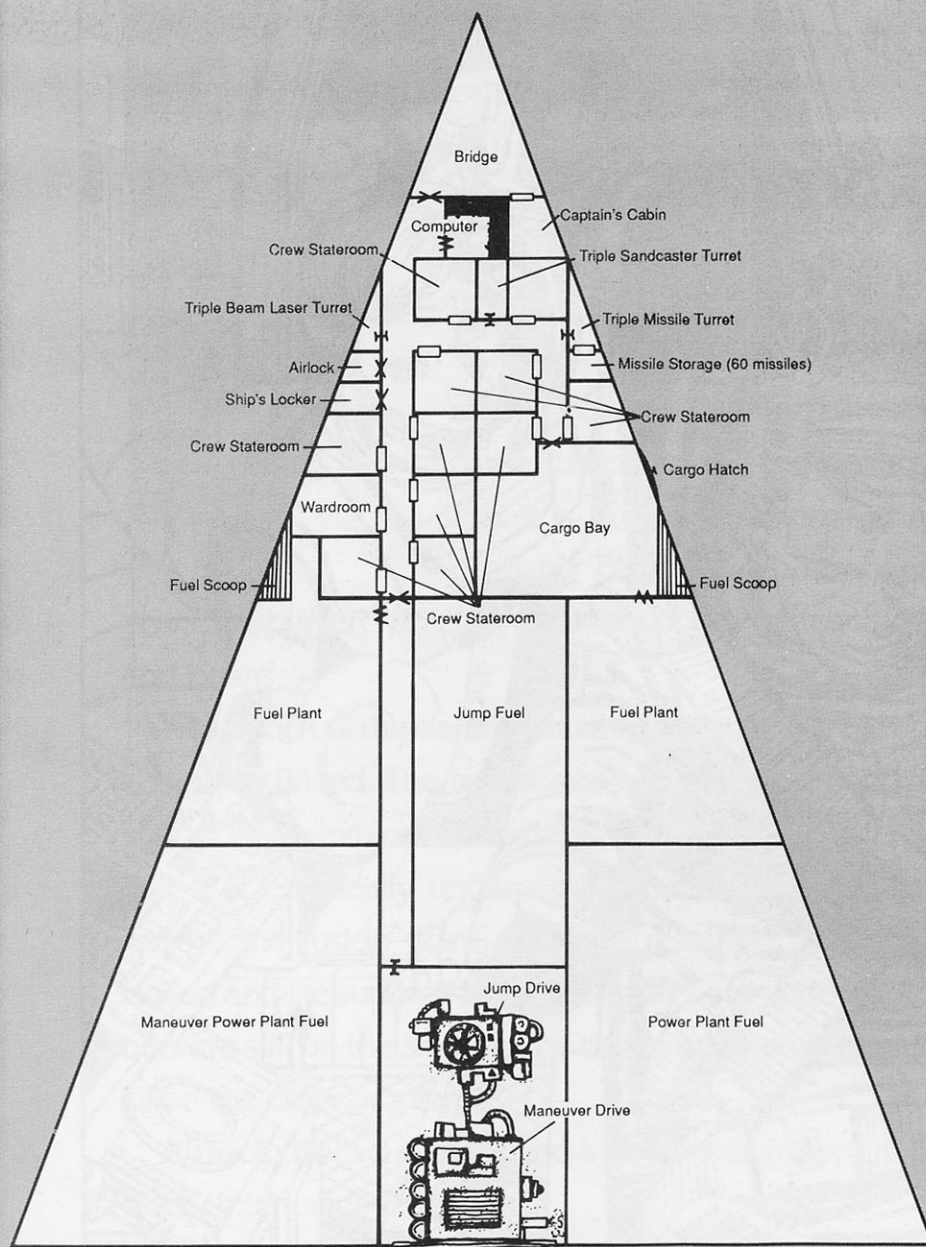 Bridge
Captain's Cabin
Computer
Crew Stateroom
Triple Sandcaster Turret
Triple Beam Laser Turret
Triple Missile Turret
Airlock
Missile Storage (60 missiles)
Ship's Locker
Crew Stateroom
Crew Stateroom
Cargo Hatch
Wardroom
Cargo Bay
Fuel Scoop
Fuel Scoop
Crew Stateroom
Fuel Plant
Jump Fuel
Fuel Plant
Jump Drive
Maneuver Power Plant Fuel
Power Plant Fuel
Maneuver Drive